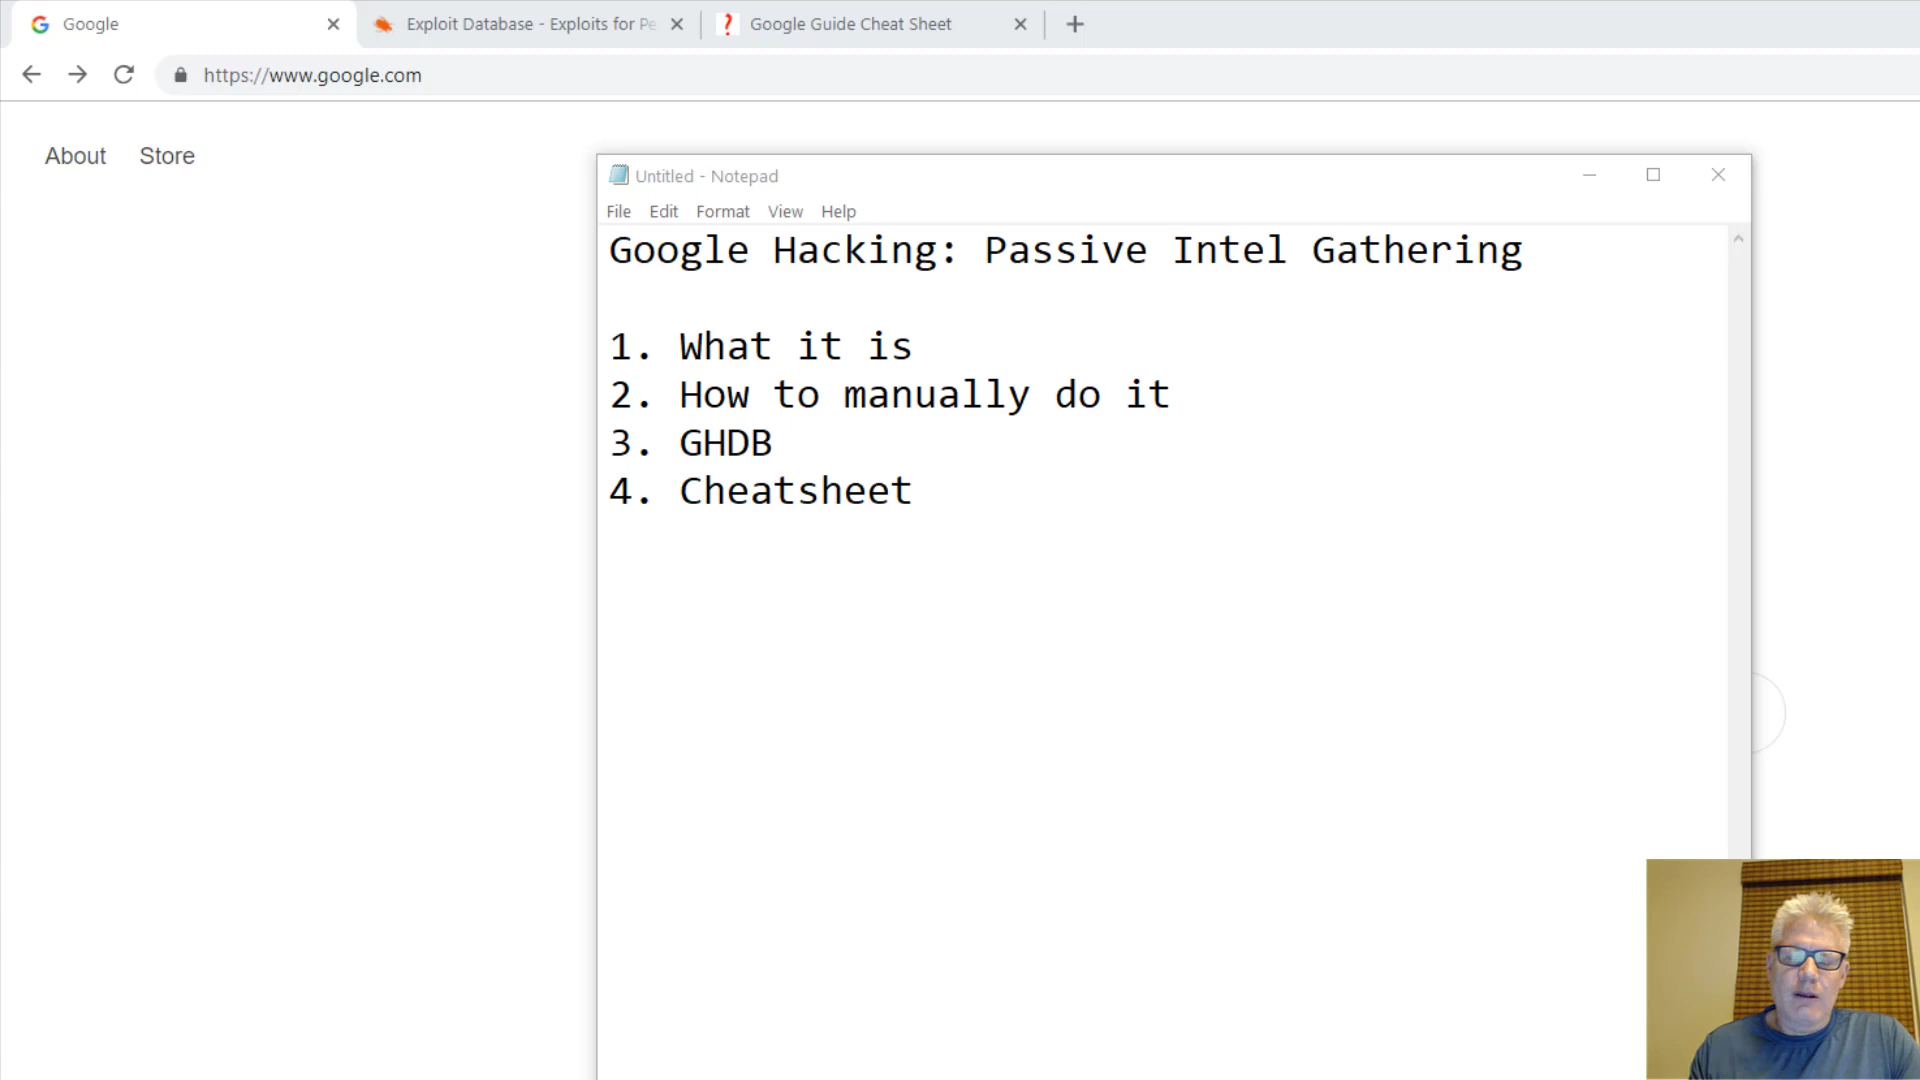 Google
Exploit Database - Exploits for Pe
Google Guide Cheat Sheet
https://www.google.com
About Store
Untitled - Notepad
File Edit Format View Help
Google Hacking: Passive Intel Gathering
1. What it is
2. How to manually do it
3. GHDB
4. Cheatsheet